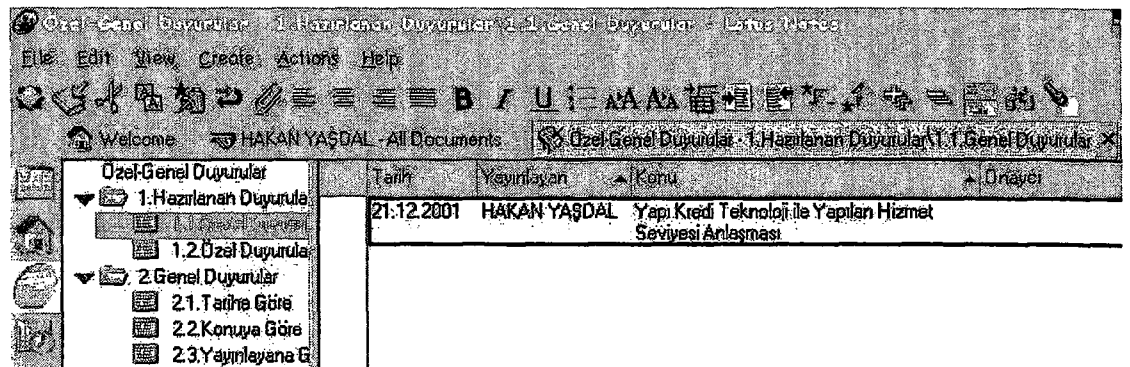 Özel-Genel Duyurular - 1.Hazırlanan Duyurular\1.1.Genel Duyurular - Lotus Notes
File Edit View Create Actions Help
B I U
Welcome HAKAN YAŞDAL - All Documents Özel-Genel Duyurular - 1.Hazırlanan Duyurular\1.1.Genel Duyurular
Özel-Genel Duyurular
1.Hazırlanan Duyurula
1.2.Özel Duyurula
2.Genel Duyurular
2.1.Tarihe Göre
2.2.Konuya Göre
2.3.Yayınlayana G
Tarih Yayınlayan Konu Önaycı
21.12.2001 HAKAN YAŞDAL Yapı Kredi Teknoloji ile Yapılan Hizmet
Seviyesi Anlaşması